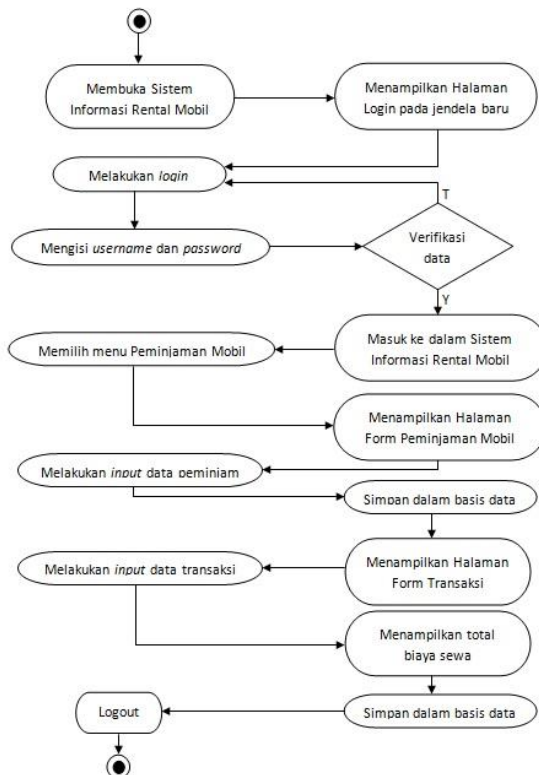 Membuka Sistem
Informasi Rental Mobil
Menampilkan Halaman
Login pada jendela baru
Melakukan login
T
Mengisi username dan password
Verifikasi
data
Y
Masuk ke dalam Sistem
Informasi Rental Mobil
Memilih menu Peminjaman Mobil
Menampilkan Halaman
Form Peminjaman Mobil
Melakukan input data peminjam
Simpan dalam basis data
Menampilkan Halaman
Form Transaksi
Melakukan input data transaksi
Menampilkan total
biaya sewa
Simpan dalam basis data
Logout